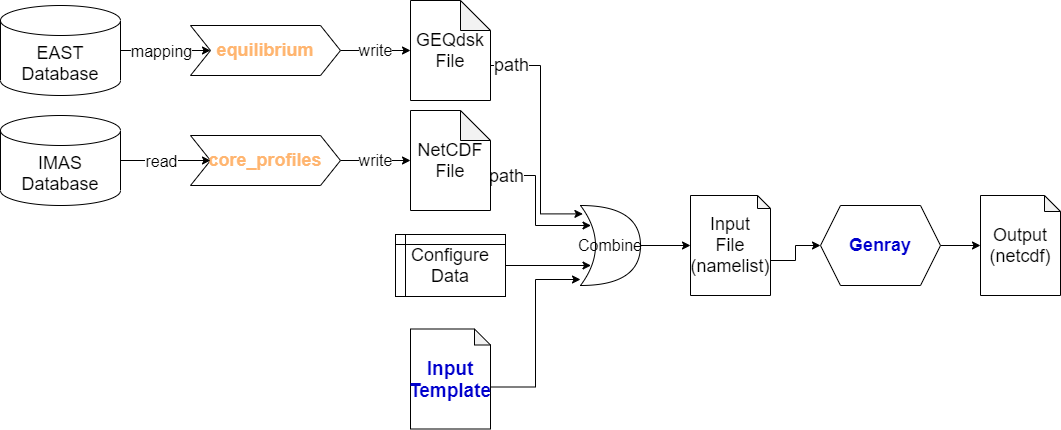 EAST
Database
mapping
equilibrium
write
GEQdsk
File
path
IMAS
Database
read
core_profiles
write
NetCDF
File
path
Configure
Data
Input
Template
Combine
Input
File
(namelist)
Genray
Output
(netcdf)